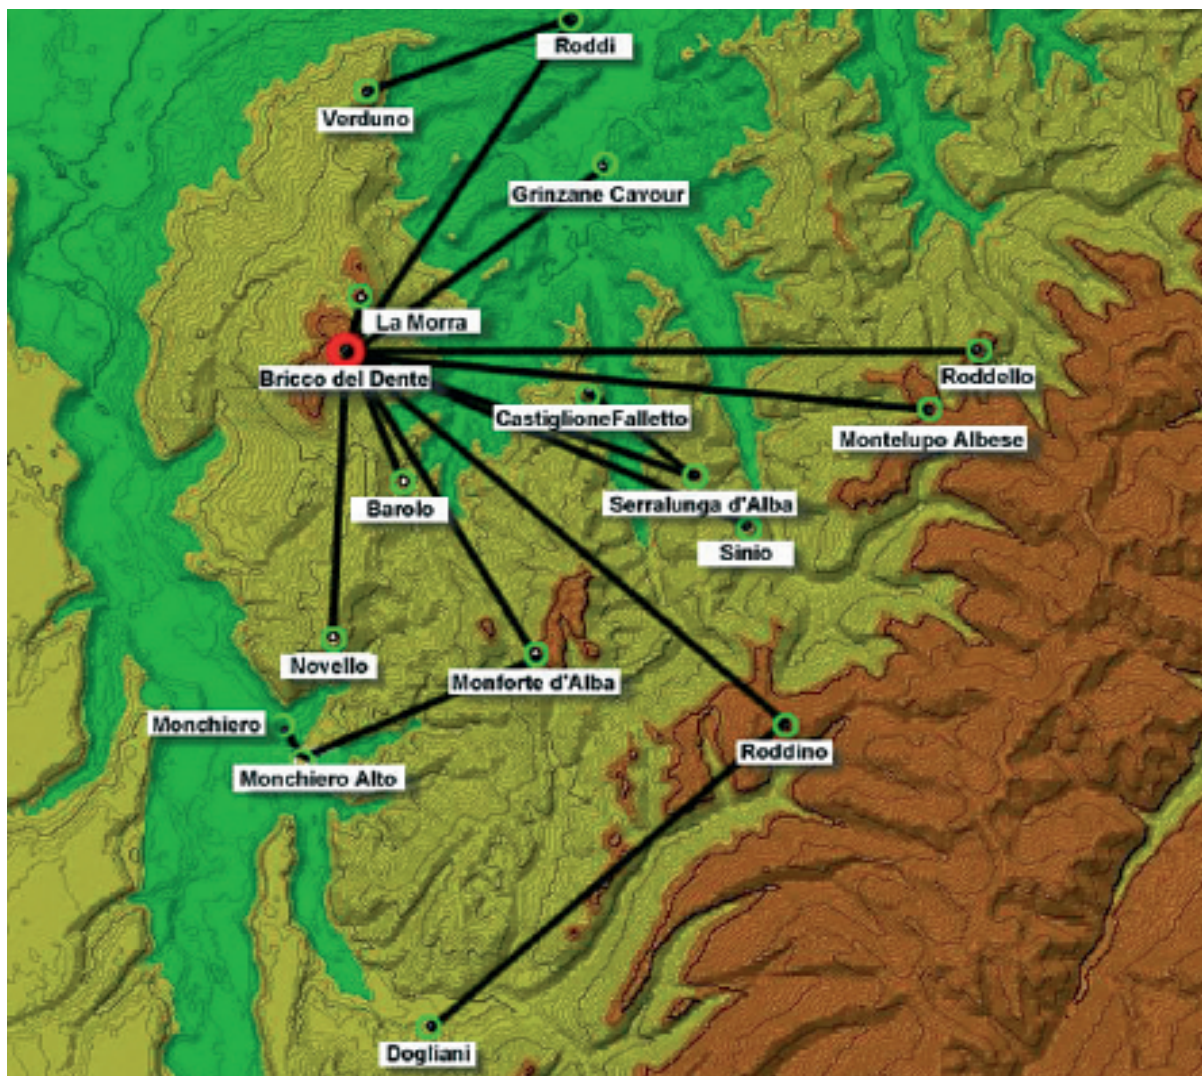 Roddi
Verduno
Grinzane Cavour
La Morra
Bricco del Dente
Roddello
CastiglioneFalletto
Montelupo Albese
Barolo
Serralunga d'Alba
Sinio
Novello
Monforte d'Alba
Monchiero
Roddino
Monchiero Alto
Dogliani